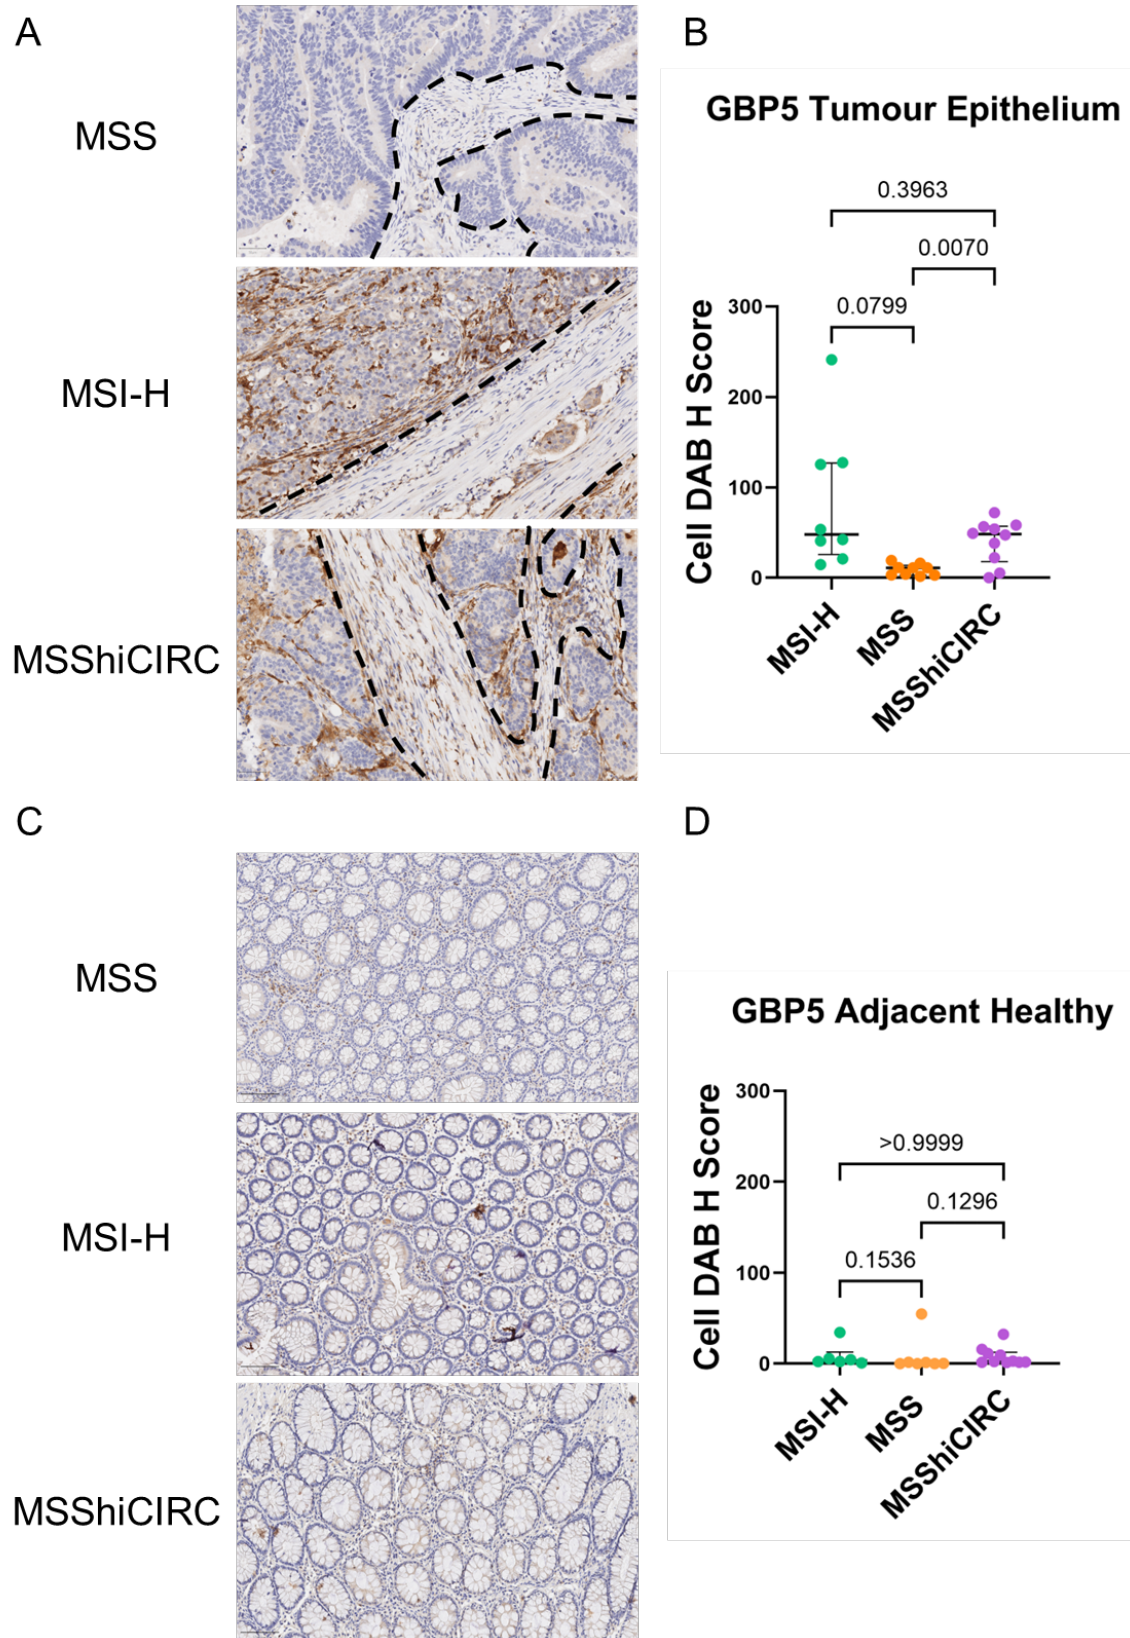 A
MSS
MSI-H
MSShiCIRC
B
GBP5 Tumour Epithelium
0.3963
0.0070
0.0799
Cell DAB H Score
300
200
100
0
MSI-H
MSS
MSShiCIRC
C
MSS
MSI-H
MSShiCIRC
D
GBP5 Adjacent Healthy
>0.9999
0.1296
0.1536
Cell DAB H Score
300
200
100
0
MSI-H
MSS
MSShiCIRC